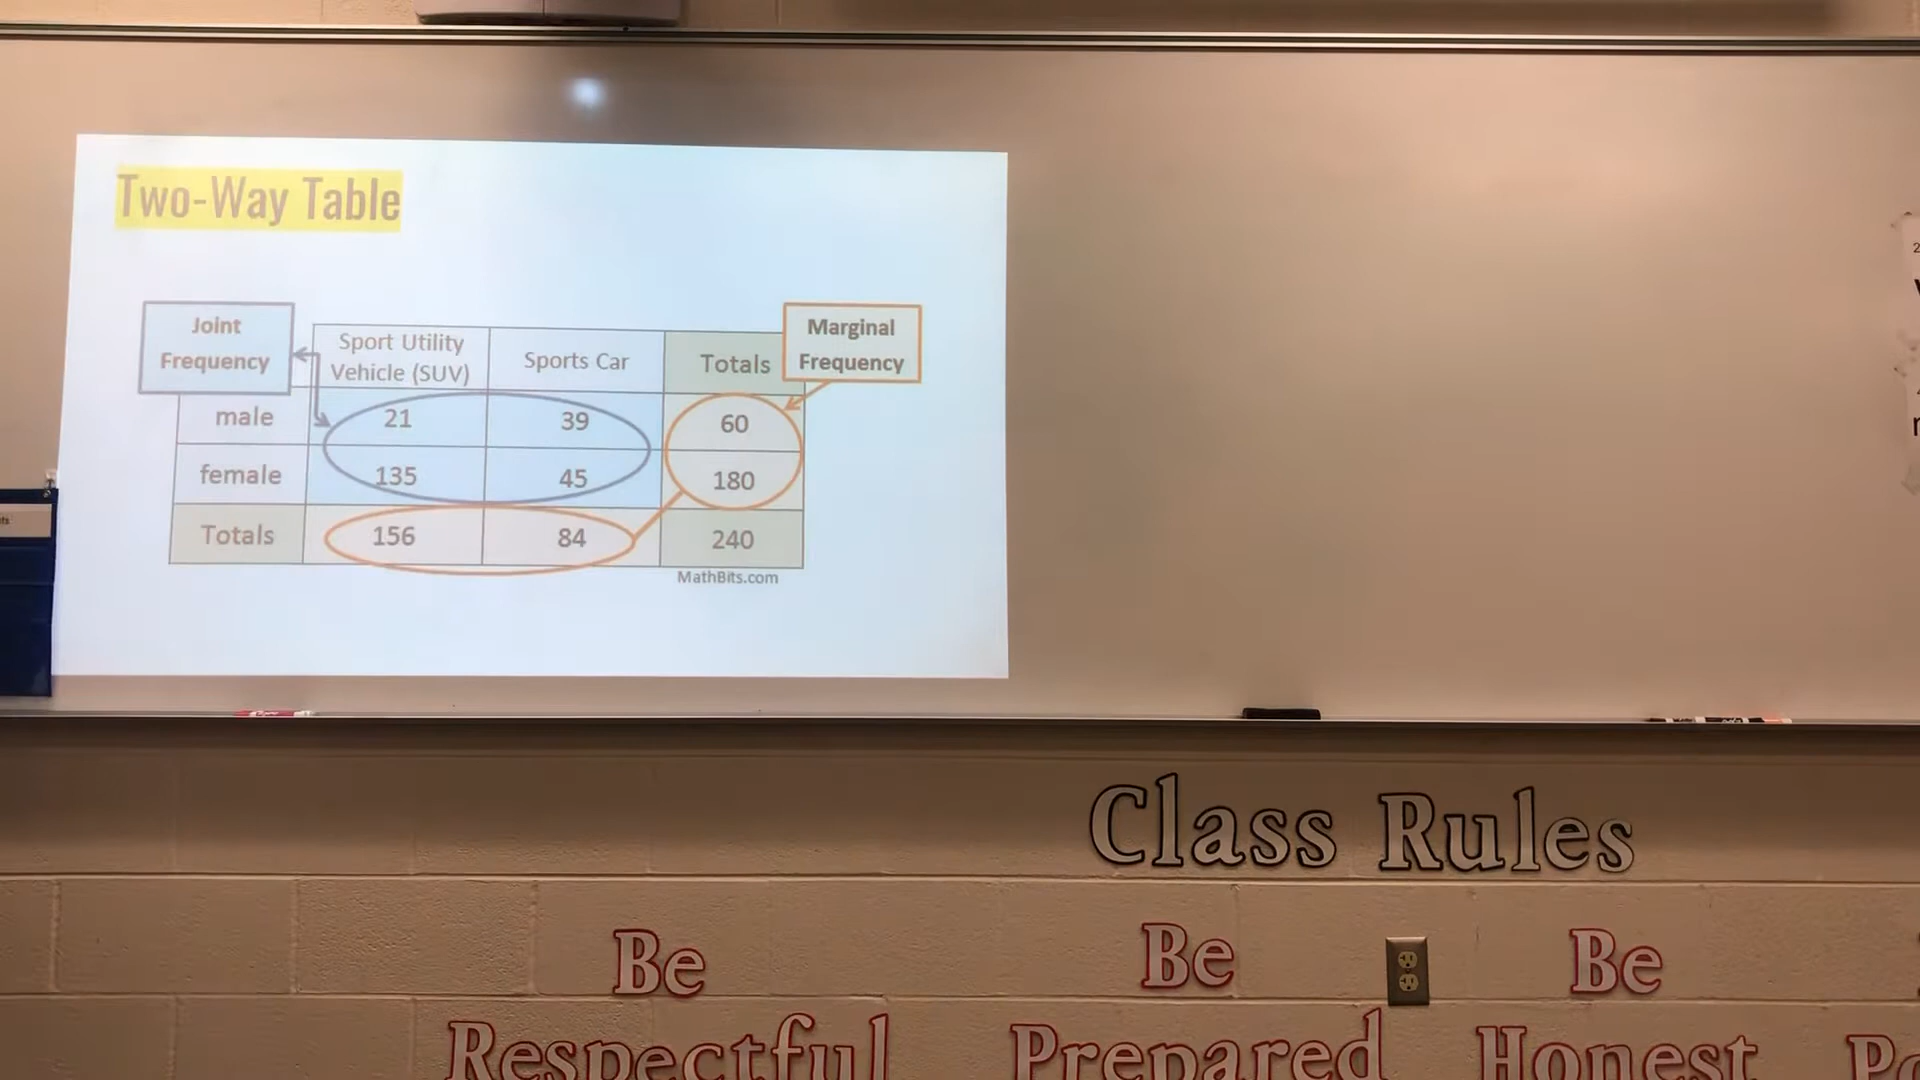 Two-Way Table
Joint
Frequency
Marginal
Frequency
Sport Utility
Vehicle (SUV)
Sports Car
Totals
male
21
39
60
female
135
45
180
Totals
156
84
240
MathBits.com
Class Rules
Be
Respectful
Be
Prepared
Be
Honest